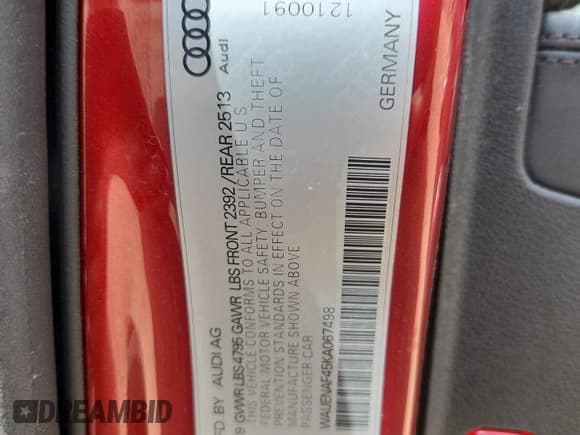 1210091
Audi
MFD. BY AUDI AG
9 GVWR LBS 4795 GAWR LBS FRONT 2392 / REAR 2513
THIS VEHICLE CONFORMS TO ALL APPLICABLE U S
FEDERAL MOTOR VEHICLE SAFETY, BUMPER AND THEFT
PREVENTION STANDARDS IN EFFECT ON THE DATE OF
MANUFACTURE SHOWN ABOVE
PASSENGER CAR
GERMANY
WAUENAF45KA067498
DREAMBID